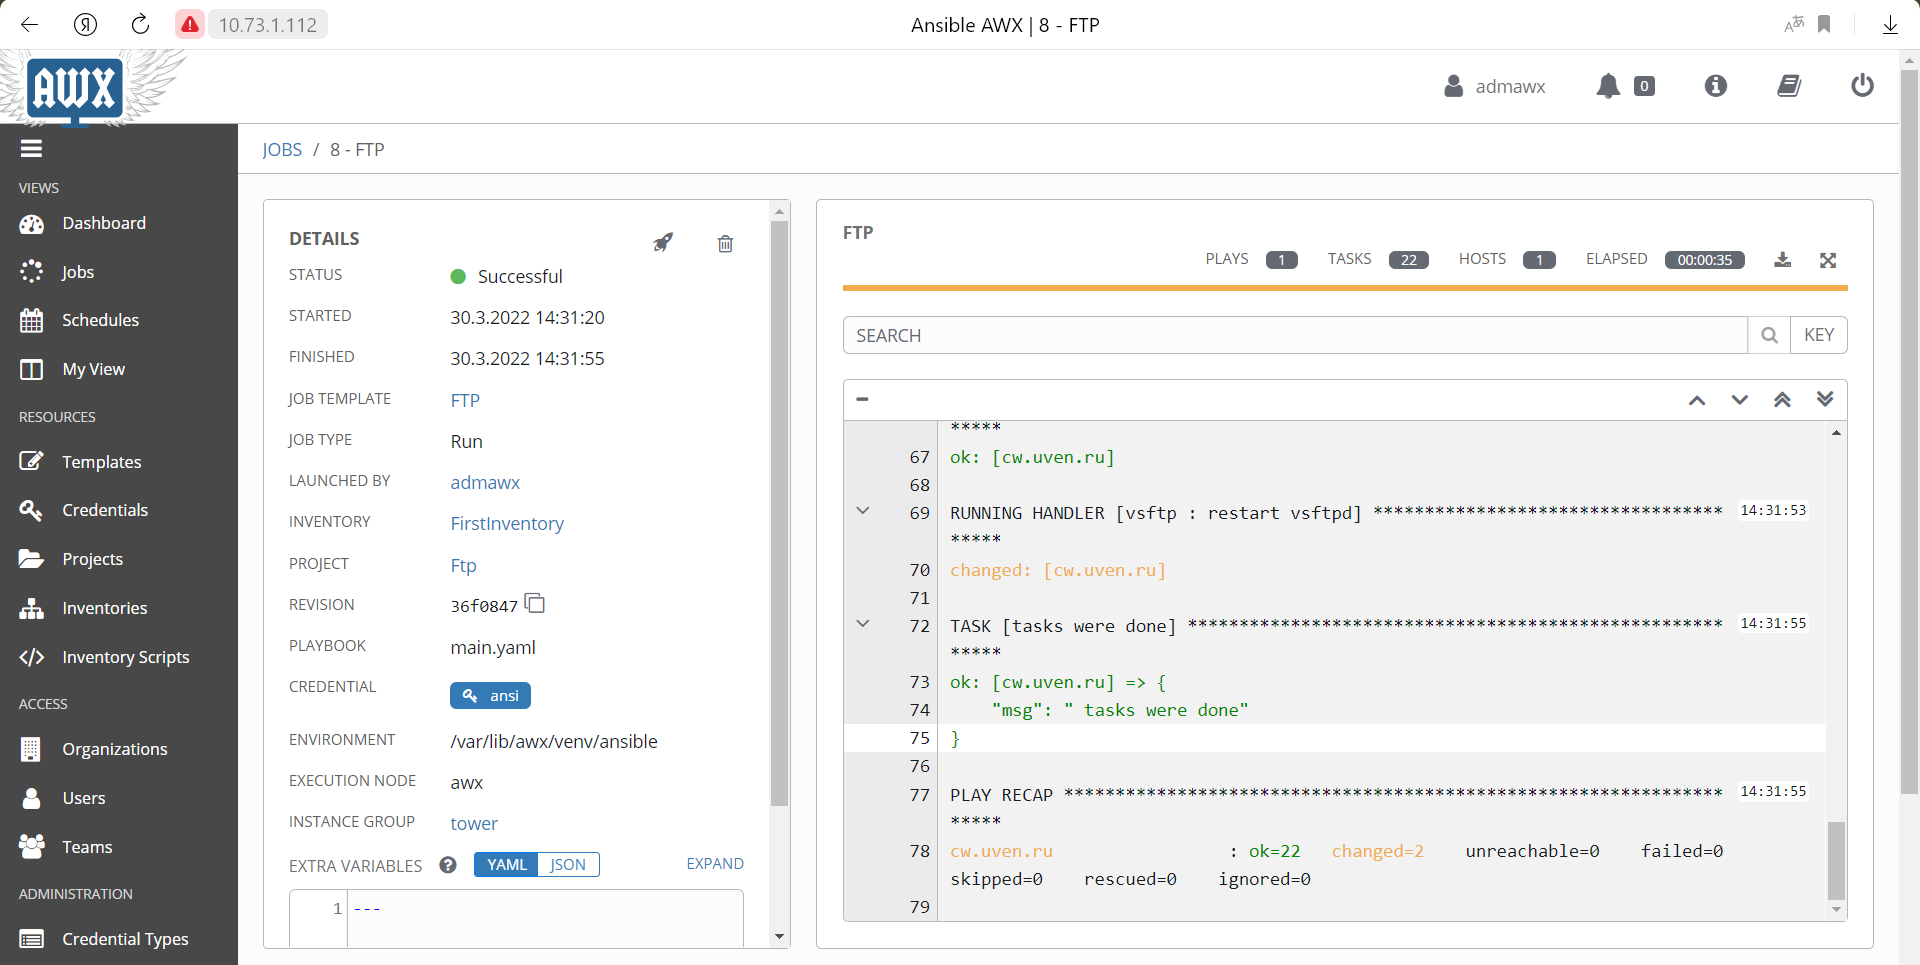 10.73.1.112
Ansible AWX | 8 - FTP
AWX
admawx
0
JOBS / 8 - FTP
VIEWS
Dashboard
Jobs
Schedules
My View
RESOURCES
Templates
Credentials
Projects
Inventories
Inventory Scripts
ACCESS
Organizations
Users
Teams
ADMINISTRATION
Credential Types
DETAILS
STATUS Successful
STARTED 30.3.2022 14:31:20
FINISHED 30.3.2022 14:31:55
JOB TEMPLATE FTP
JOB TYPE Run
LAUNCHED BY admawx
INVENTORY FirstInventory
PROJECT Ftp
REVISION 36f0847
PLAYBOOK main.yaml
CREDENTIAL ansi
ENVIRONMENT /var/lib/awx/venv/ansible
EXECUTION NODE awx
INSTANCE GROUP tower
EXTRA VARIABLES ? YAML JSON EXPAND
1 ---
FTP
PLAYS 1 TASKS 22 HOSTS 1 ELAPSED 00:00:35
SEARCH KEY
*****
67 ok: [cw.uven.ru]
68
69 RUNNING HANDLER [vsftp : restart vsftpd] ********************************** 14:31:53
*****
70 changed: [cw.uven.ru]
71
72 TASK [tasks were done] **************************************************** 14:31:55
*****
73 ok: [cw.uven.ru] => {
74 "msg": " tasks were done"
75 }
76
77 PLAY RECAP **************************************************************** 14:31:55
*****
78 cw.uven.ru : ok=22 changed=2 unreachable=0 failed=0
skipped=0 rescued=0 ignored=0
79